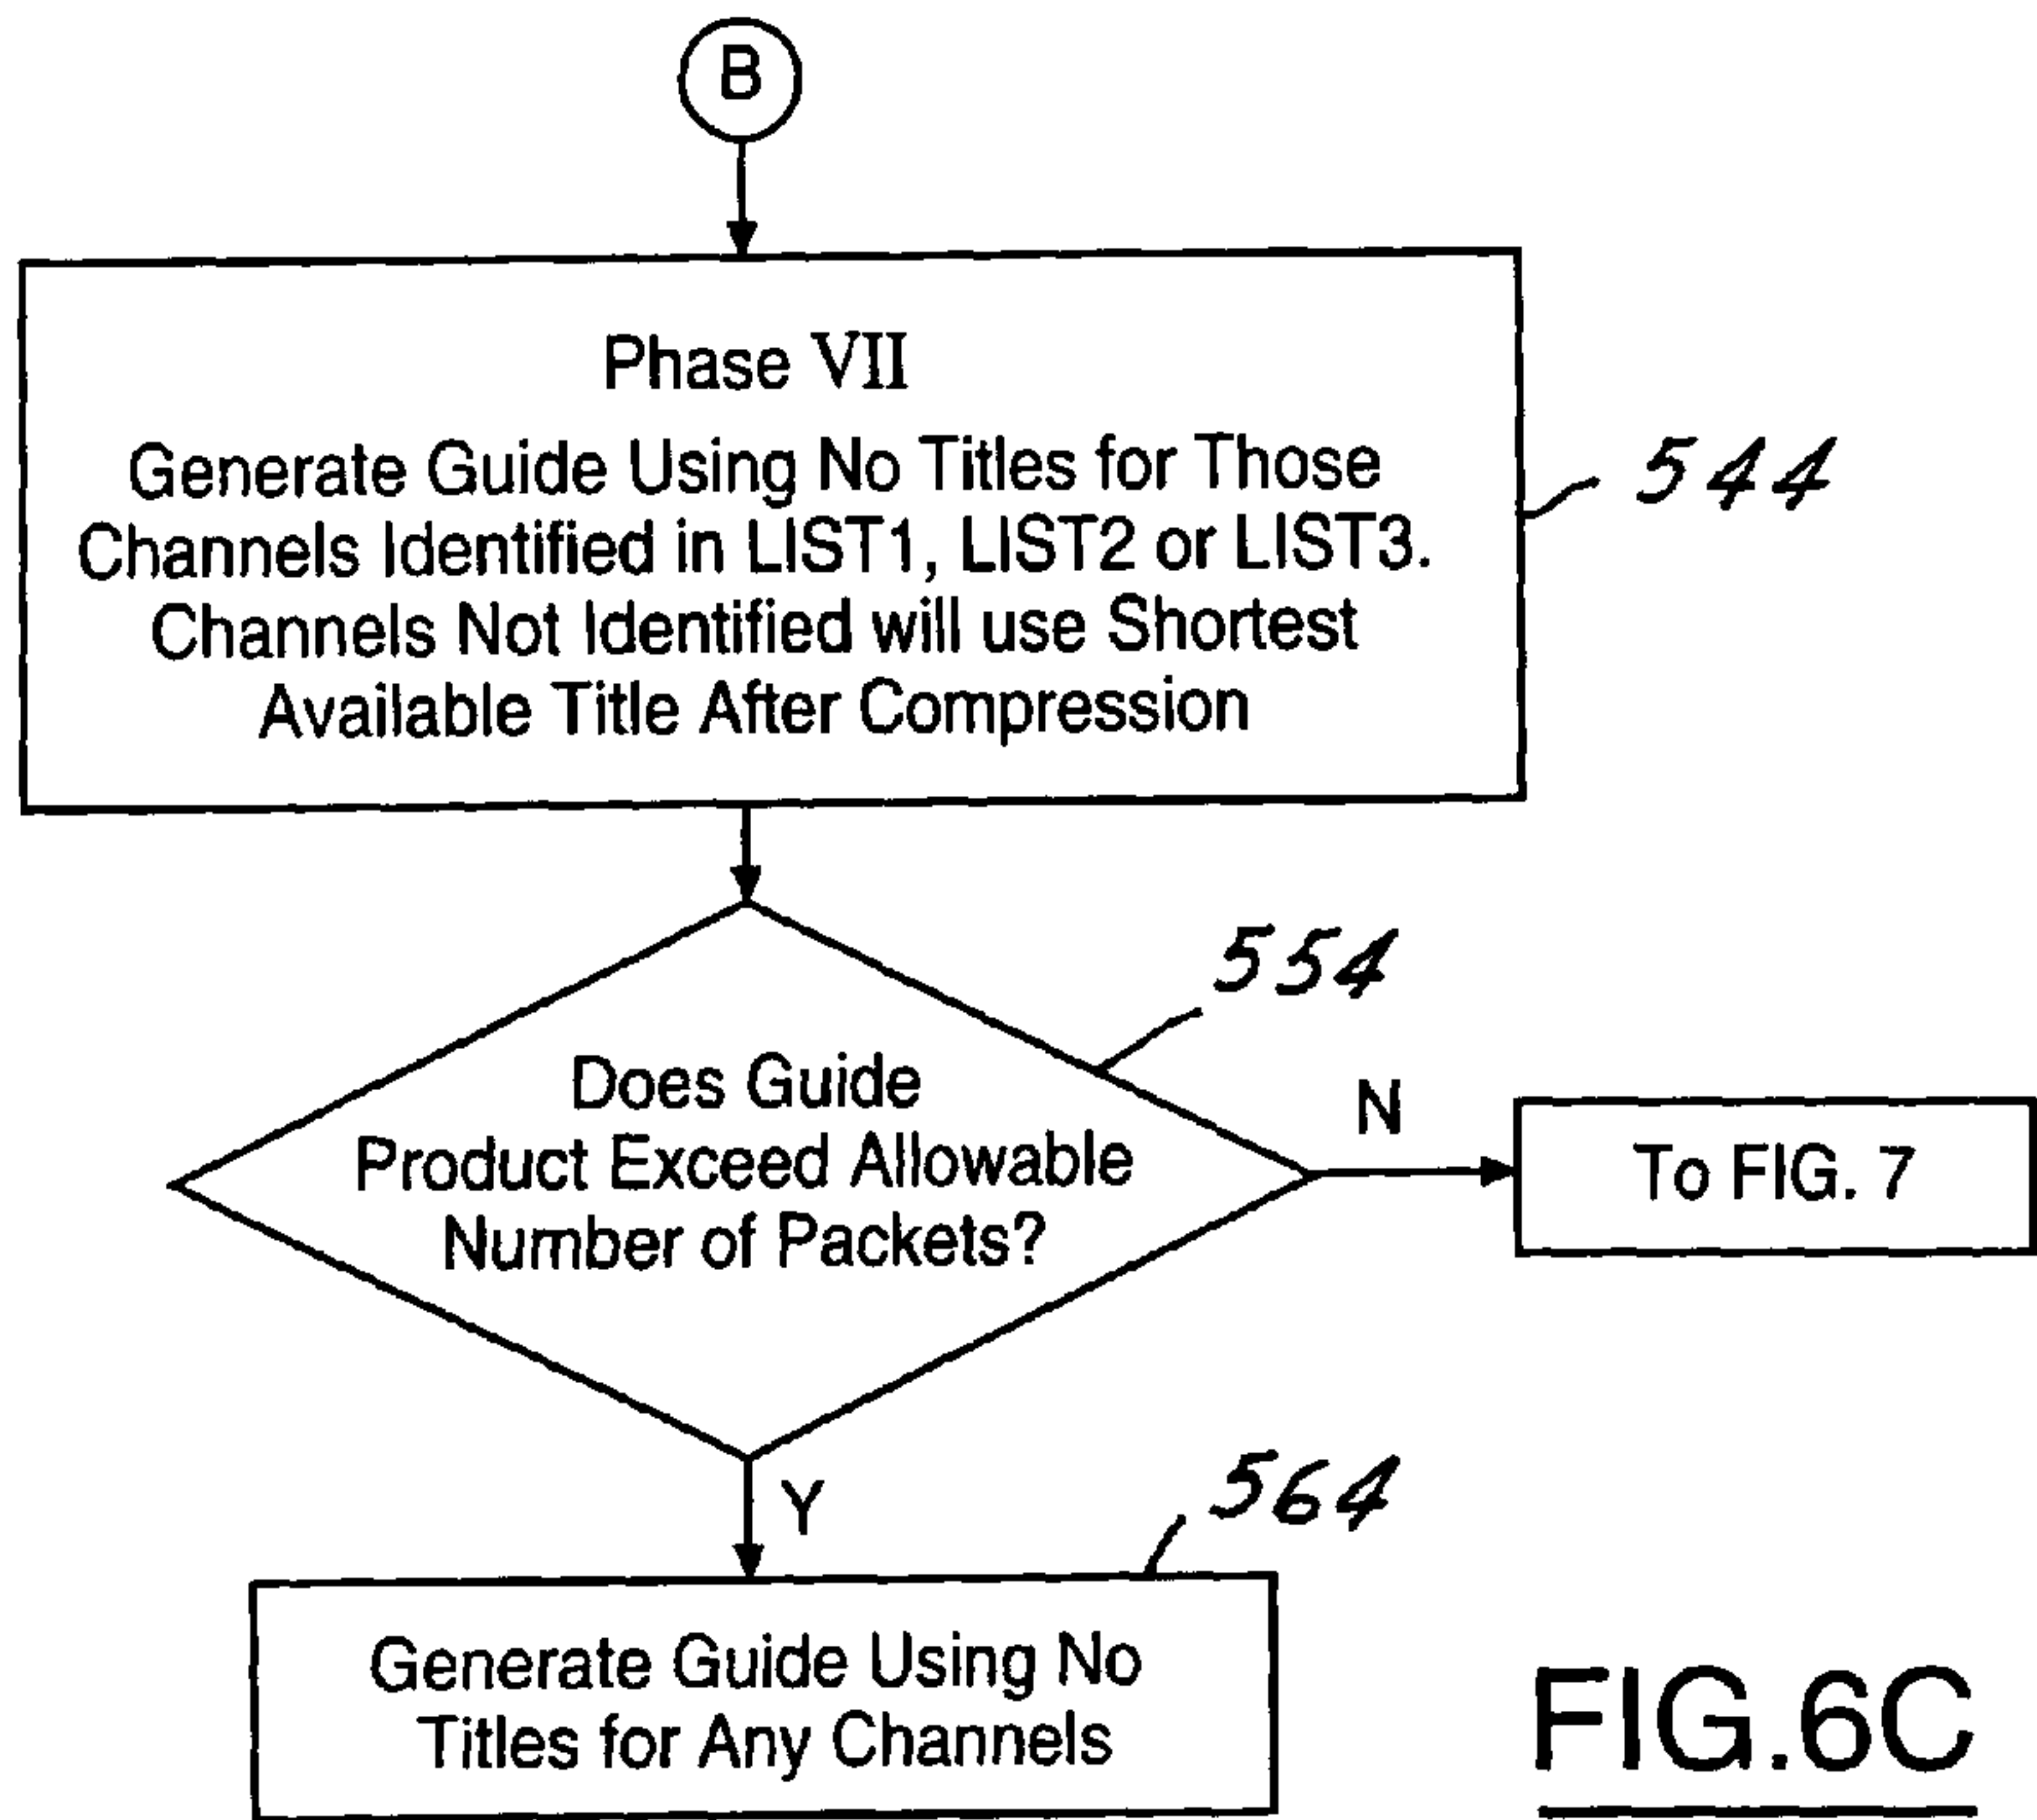 B
Phase VII
Generate Guide Using No Titles for Those
Channels Identified in LIST1, LIST2 or LIST3.
Channels Not Identified will use Shortest
Available Title After Compression
544
554
Does Guide
Product Exceed Allowable
Number of Packets?
N
To FIG. 7
Y
564
Generate Guide Using No
Titles for Any Channels
FIG.6C